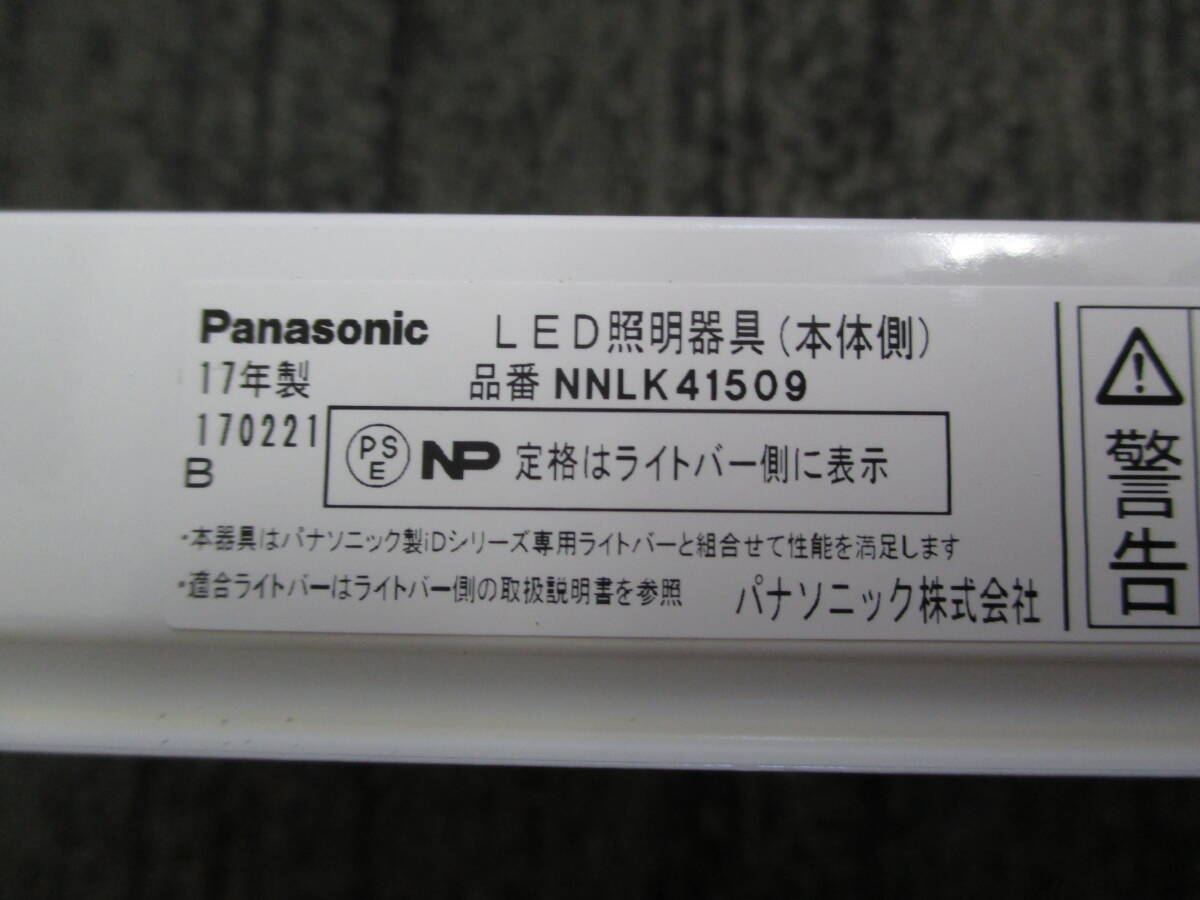 Panasonic LED照明器具(本体側)
17年製 品番 NNLK41509
170221
B
PSE NP 定格はライトバー側に表示
・本器具はパナソニック製iDシリーズ専用ライトバーと組合せて性能を満足します
・適合ライトバーはライトバー側の取扱説明書を参照 パナソニック株式会社
警告